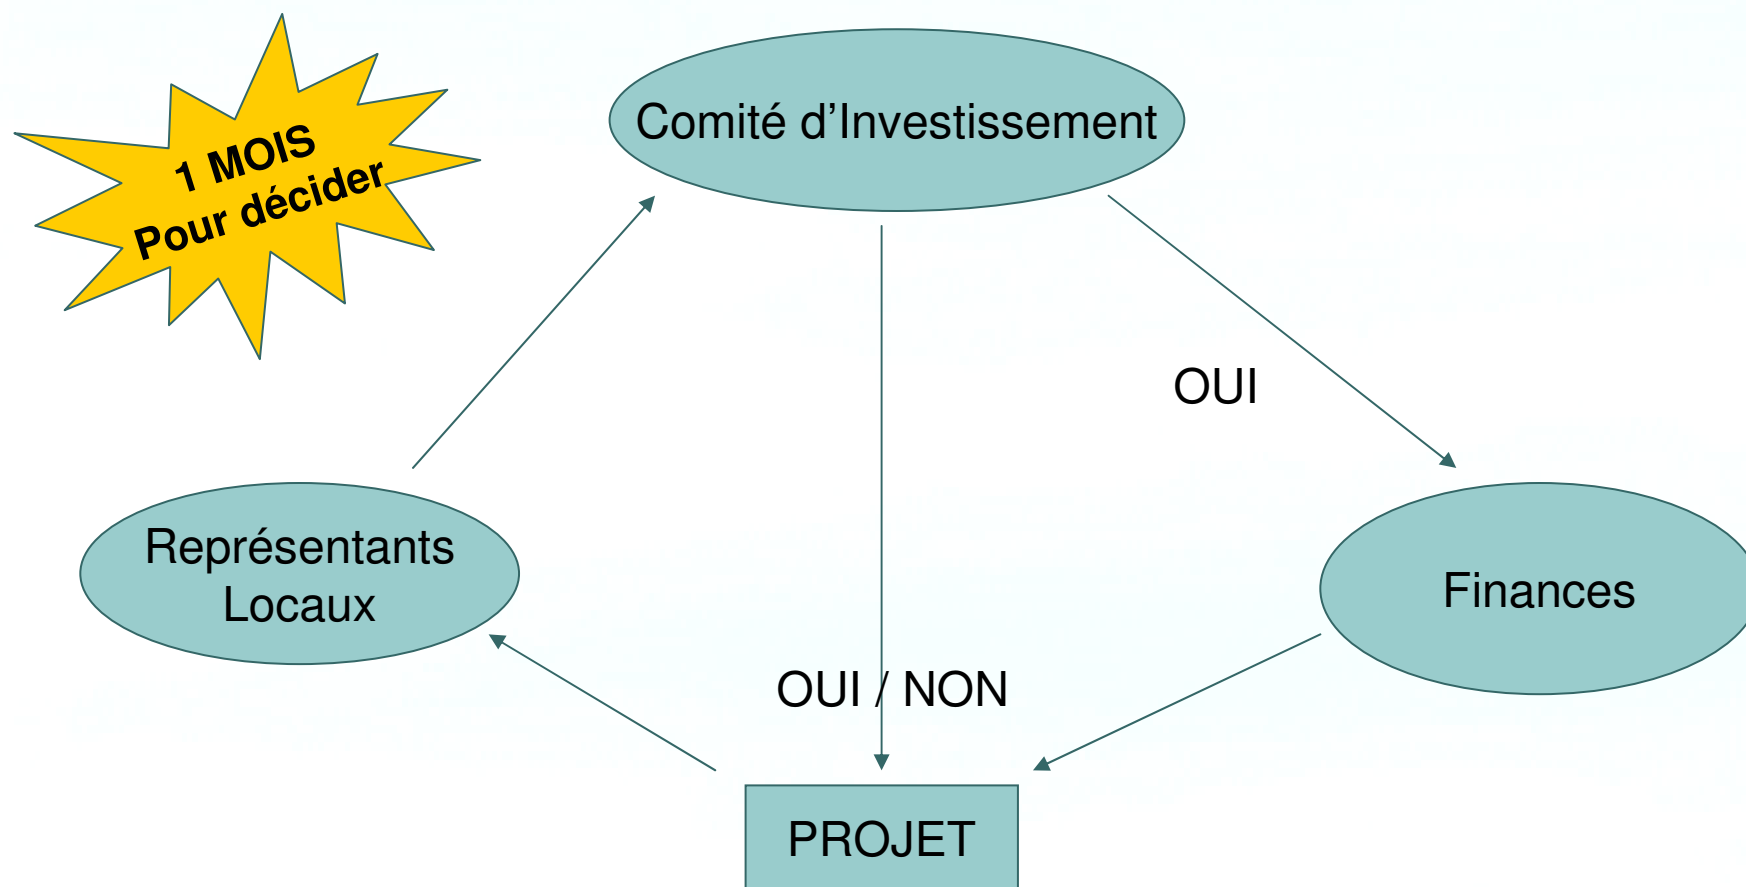 1 MOIS
Pour décider
Comité d’Investissement
OUI
Représentants
Locaux
Finances
OUI / NON
PROJET